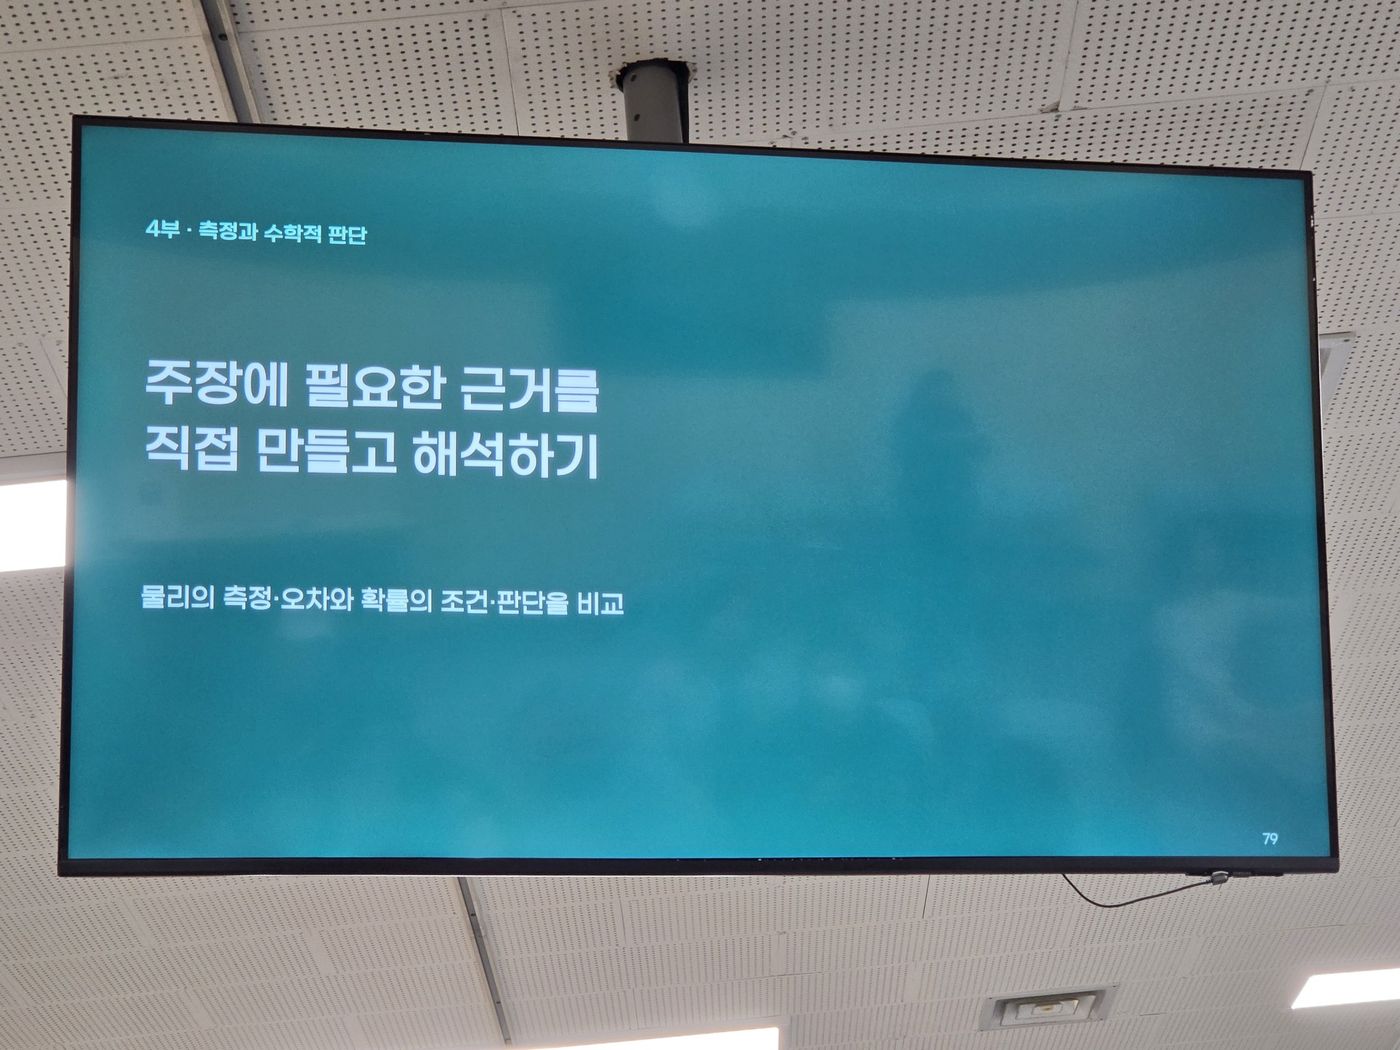 4부 · 측정과 수학적 판단
주장에 필요한 근거를
직접 만들고 해석하기
물리의 측정·오차와 확률의 조건·판단을 비교
79